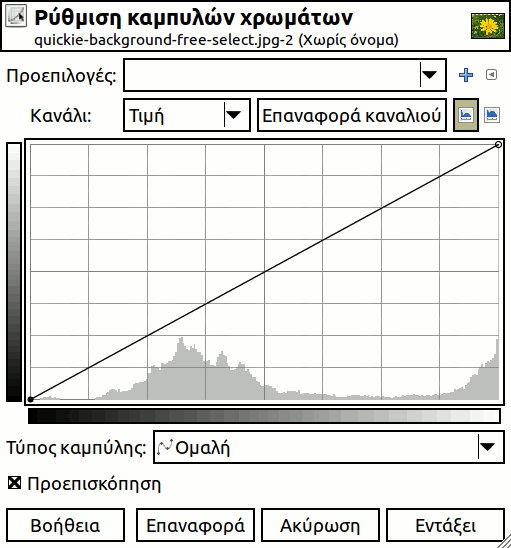 Ρύθμιση καμπυλών χρωμάτων
quickie-background-free-select.jpg-2 (Χωρίς όνομα)
Προεπιλογές:
Κανάλι: Τιμή Επαναφορά καναλιού
Τύπος καμπύλης: Ομαλή
Προεπισκόπηση
Βοήθεια Επαναφορά Ακύρωση Εντάξει